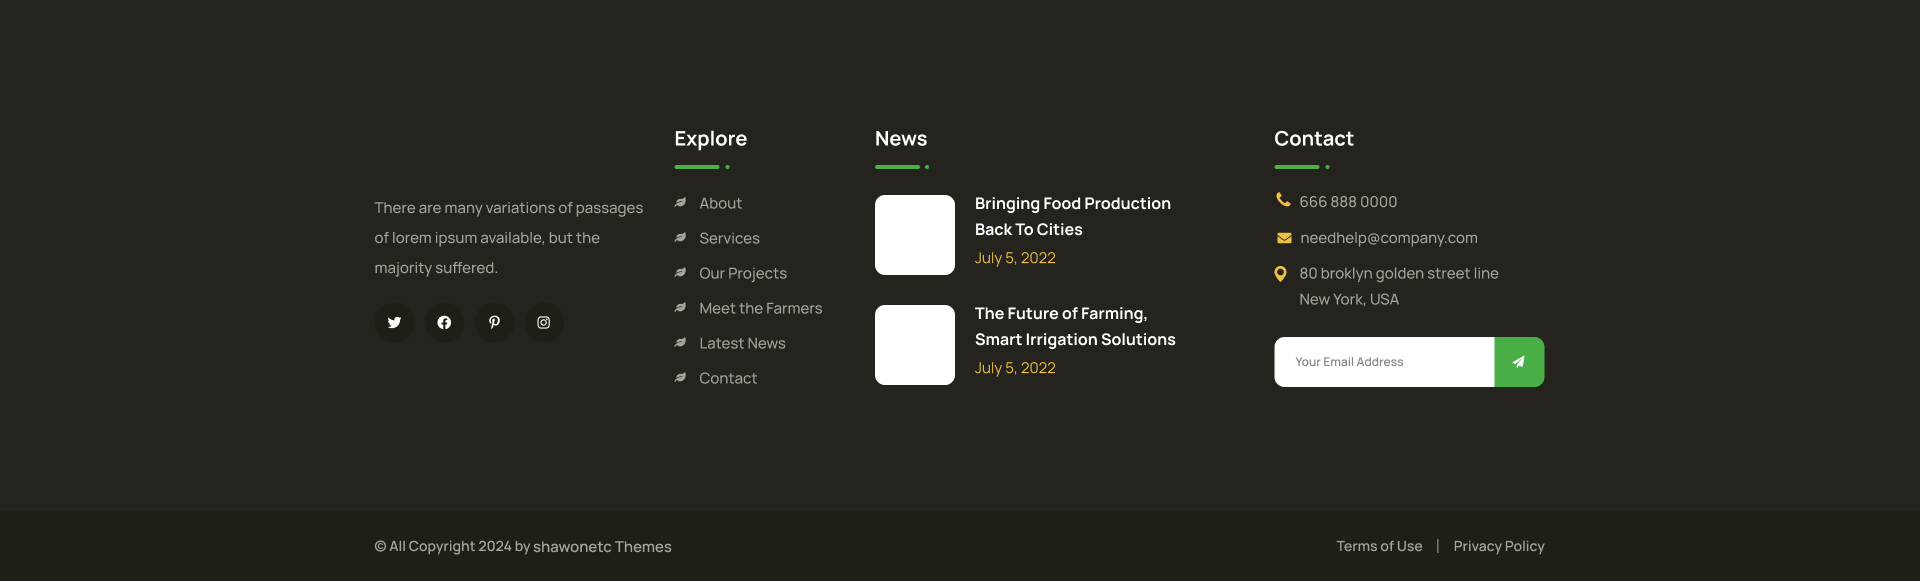 There are many variations of passages
of lorem ipsum available, but the
majority suffered.
Explore
About
Services
Our Projects
Meet the Farmers
Latest News
Contact
News
Bringing Food Production
Back To Cities
July 5, 2022
The Future of Farming,
Smart Irrigation Solutions
July 5, 2022
Contact
666 888 0000
needhelp@company.com
80 broklyn golden street line
New York, USA
Your Email Address
© All Copyright 2024 by shawonetc Themes
Terms of Use | Privacy Policy